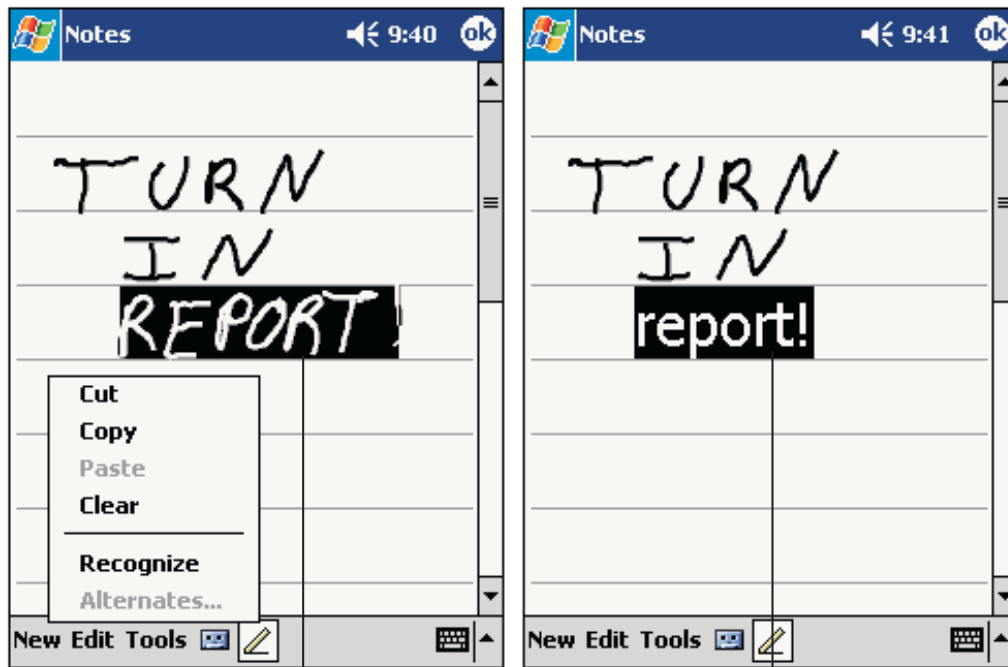 Notes 9:40 ok
TURN
IN
REPORT
Cut
Copy
Paste
Clear
Recognize
Alternates...
New Edit Tools
Notes 9:41 ok
TURN
IN
report!
New Edit Tools